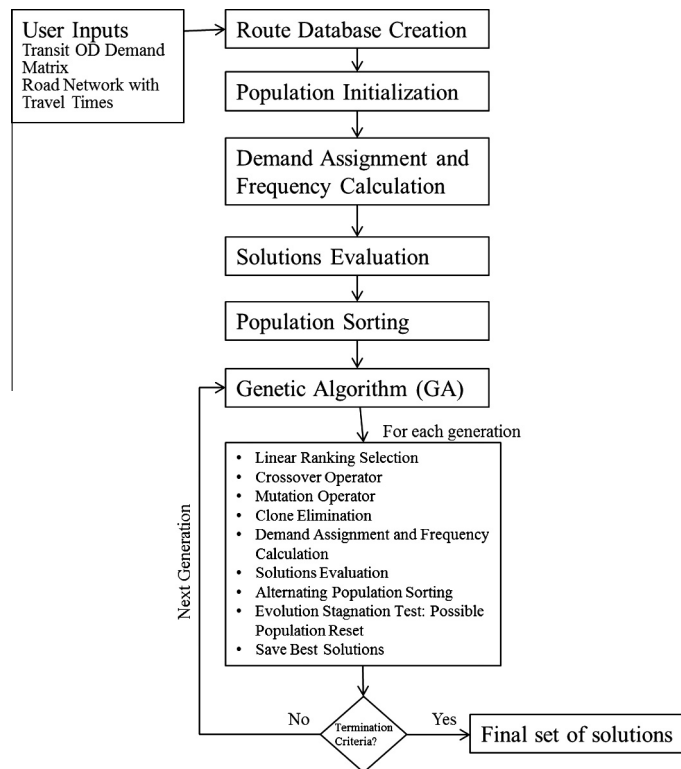 User Inputs
Transit OD Demand
Matrix
Road Network with
Travel Times
Route Database Creation
Population Initialization
Demand Assignment and
Frequency Calculation
Solutions Evaluation
Population Sorting
Genetic Algorithm (GA)
For each generation
• Linear Ranking Selection
• Crossover Operator
• Mutation Operator
• Clone Elimination
• Demand Assignment and Frequency
Calculation
• Solutions Evaluation
• Alternating Population Sorting
• Evolution Stagnation Test: Possible
Population Reset
• Save Best Solutions
Next Generation
No
Termination
Criteria?
Yes
Final set of solutions